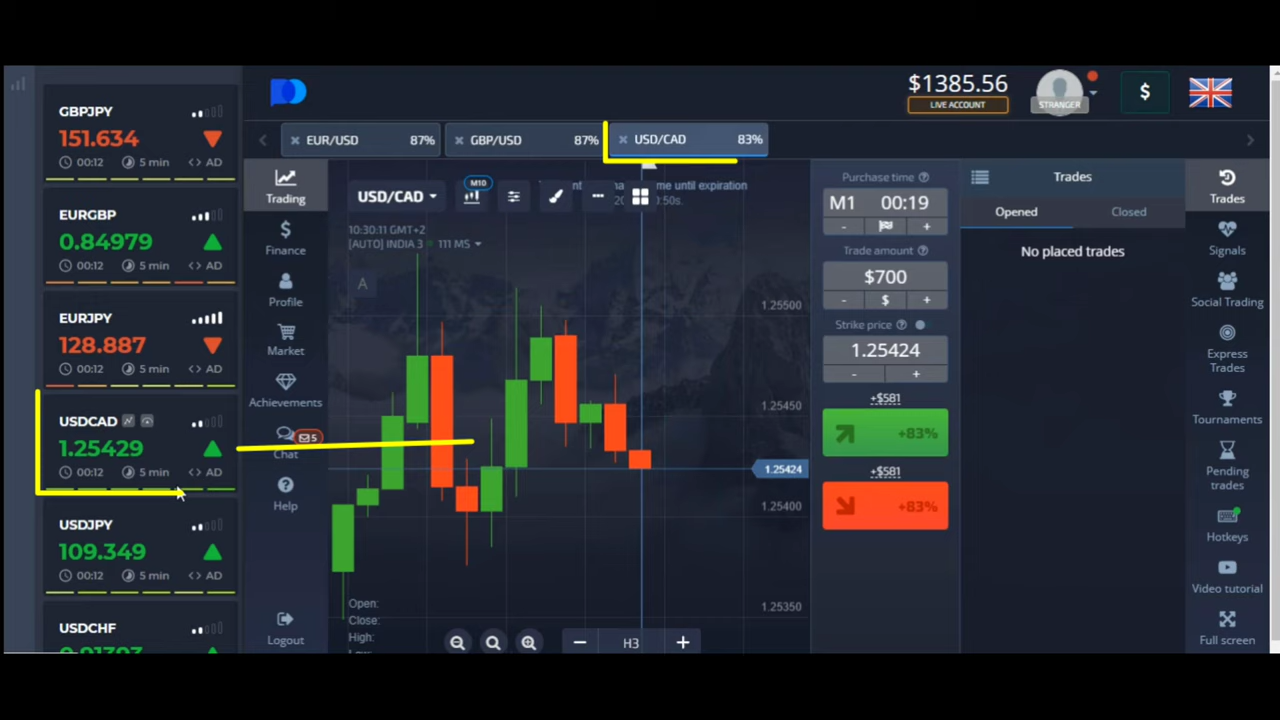 GBPJPY
151.634
00:12 5 min <> AD
EURGBP
0.84979
00:12 5 min <> AD
EURJPY
128.887
00:12 5 min <> AD
USDCAD
1.25429
00:12 5 min <> AD
USDJPY
109.349
00:12 5 min <> AD
USDCHF
$1385.56
LIVE ACCOUNT
STRANGER
$
× EUR/USD 87%
× GBP/USD 87%
× USD/CAD 83%
Trading
Finance
Profile
Market
Achievements
5
Chat
Help
Logout
USD/CAD
M10
until expiration
10:30:11 GMT+2
[AUTO] INDIA 3 111 MS
A
1.25500
1.25450
1.25424
1.25400
1.25350
Open:
Close:
High:
− H3 +
Purchase time ?
M1 00:19
- +
Trade amount ?
$700
- $ +
Strike price ?
1.25424
- +
+$581
+83%
+$581
+83%
Trades
Opened Closed
No placed trades
Trades
Signals
Social Trading
Express
Trades
Tournaments
Pending
trades
Hotkeys
Video tutorial
Full screen